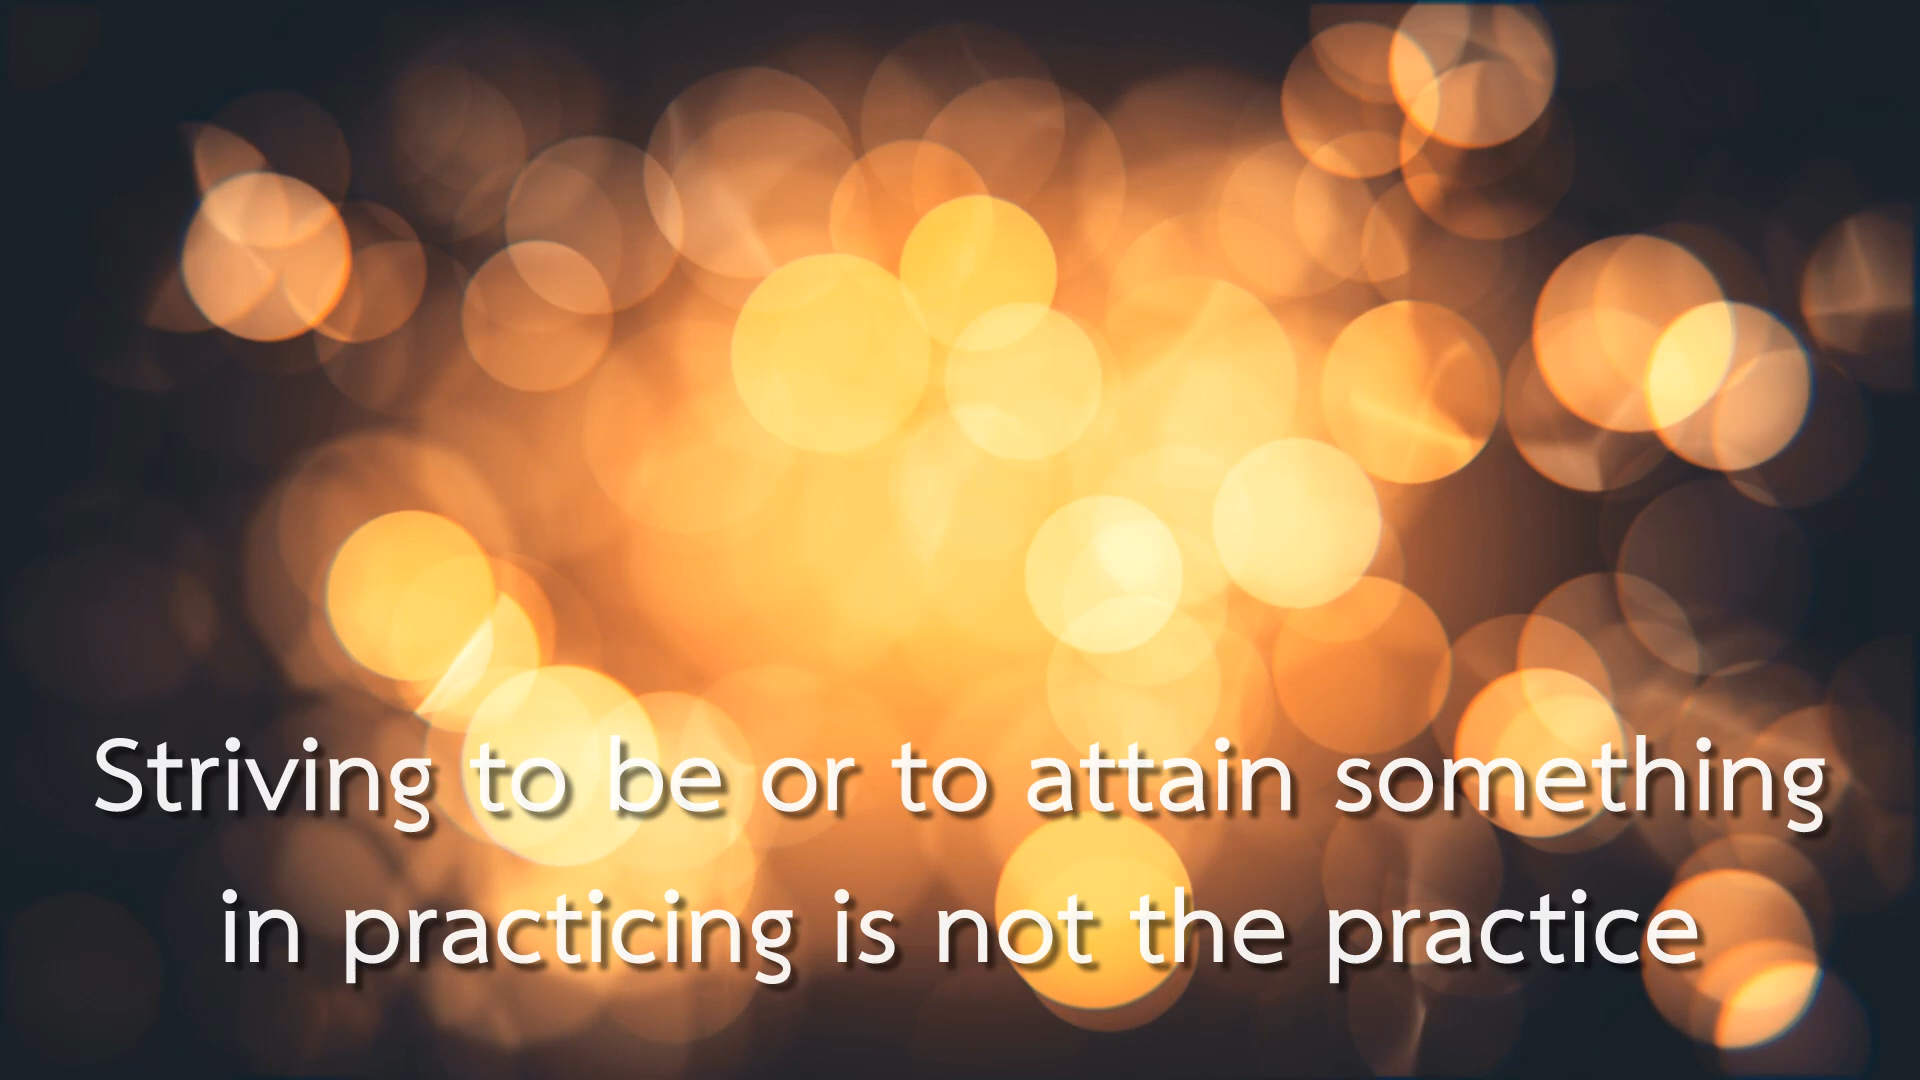 Striving to be or to attain something
in practicing is not the practice